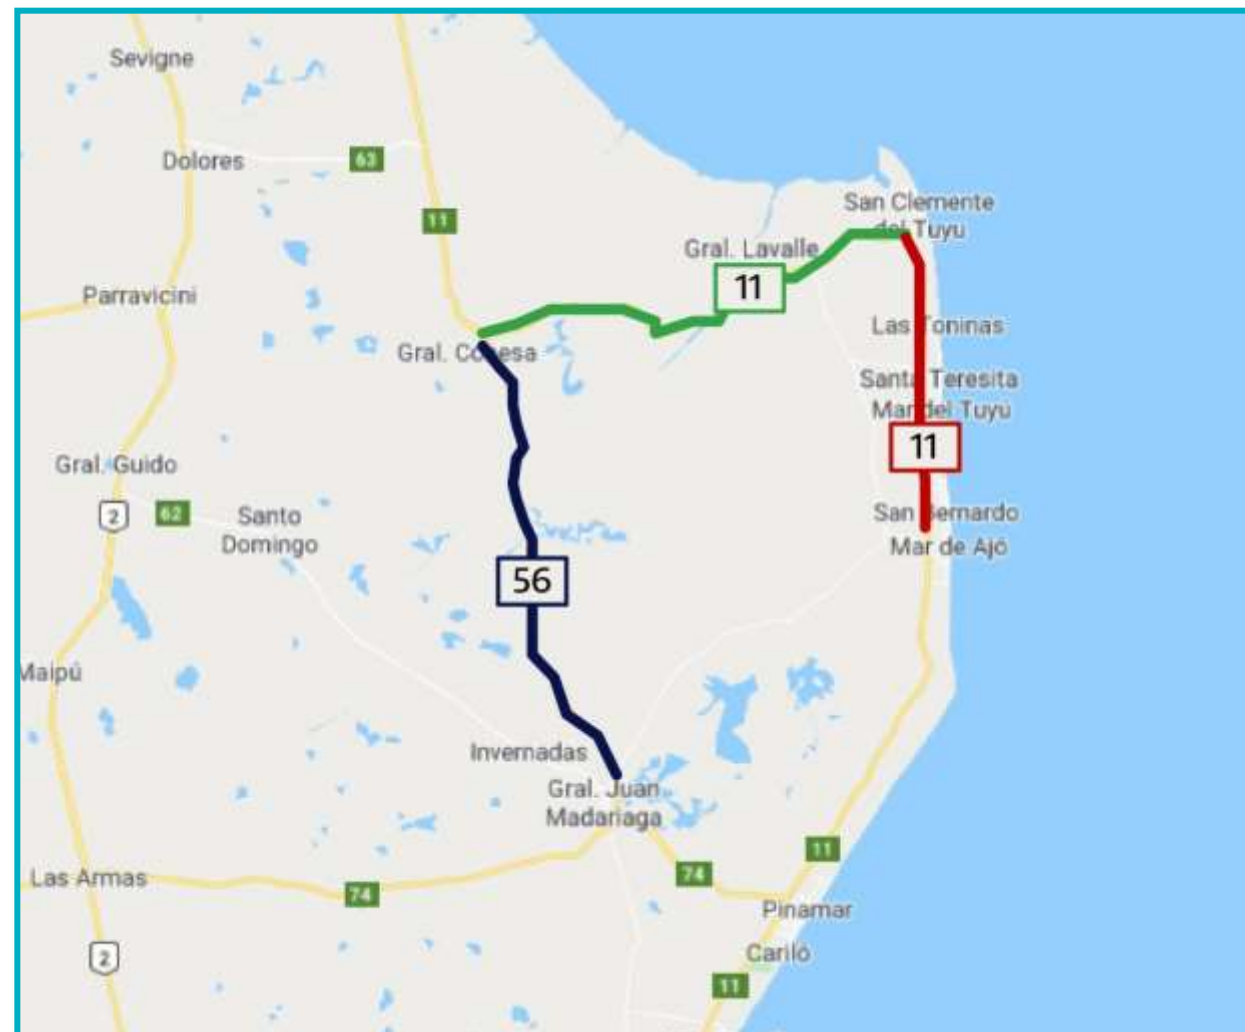 Sevigne
Dolores
63
11
San Clemente
del Tuyu
Gral. Lavalle
11
Parravicini
Las Toninas
Gral. Conesa
Santa Teresita
Mar del Tuyu
11
Gral. Guido
2
62
Santo
Domingo
San Bernardo
Mar de Ajó
56
Maipú
Invernadas
Gral. Juan
Madariaga
11
Las Armas
74
74
Pinamar
Cariló
2
11